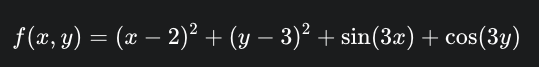 f(x, y) = (x − 2)² + (y − 3)² + sin(3x) + cos(3y)